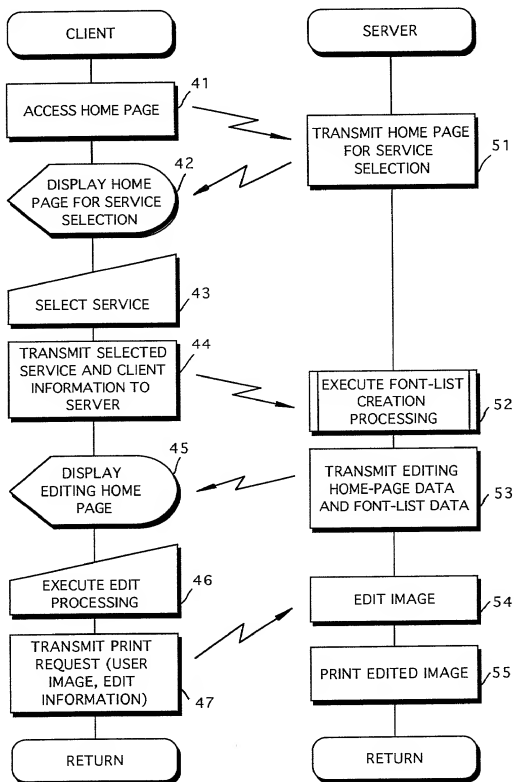 CLIENT
ACCESS HOME PAGE
41
DISPLAY HOME
PAGE FOR SERVICE
SELECTION
42
SELECT SERVICE
43
TRANSMIT SELECTED
SERVICE AND CLIENT
INFORMATION TO
SERVER
44
DISPLAY
EDITING HOME
PAGE
45
EXECUTE EDIT
PROCESSING
46
TRANSMIT PRINT
REQUEST (USER
IMAGE, EDIT
INFORMATION)
47
RETURN
SERVER
TRANSMIT HOME PAGE
FOR SERVICE
SELECTION
51
EXECUTE FONT-LIST
CREATION
PROCESSING
52
TRANSMIT EDITING
HOME-PAGE DATA
AND FONT-LIST DATA
53
EDIT IMAGE
54
PRINT EDITED IMAGE
55
RETURN